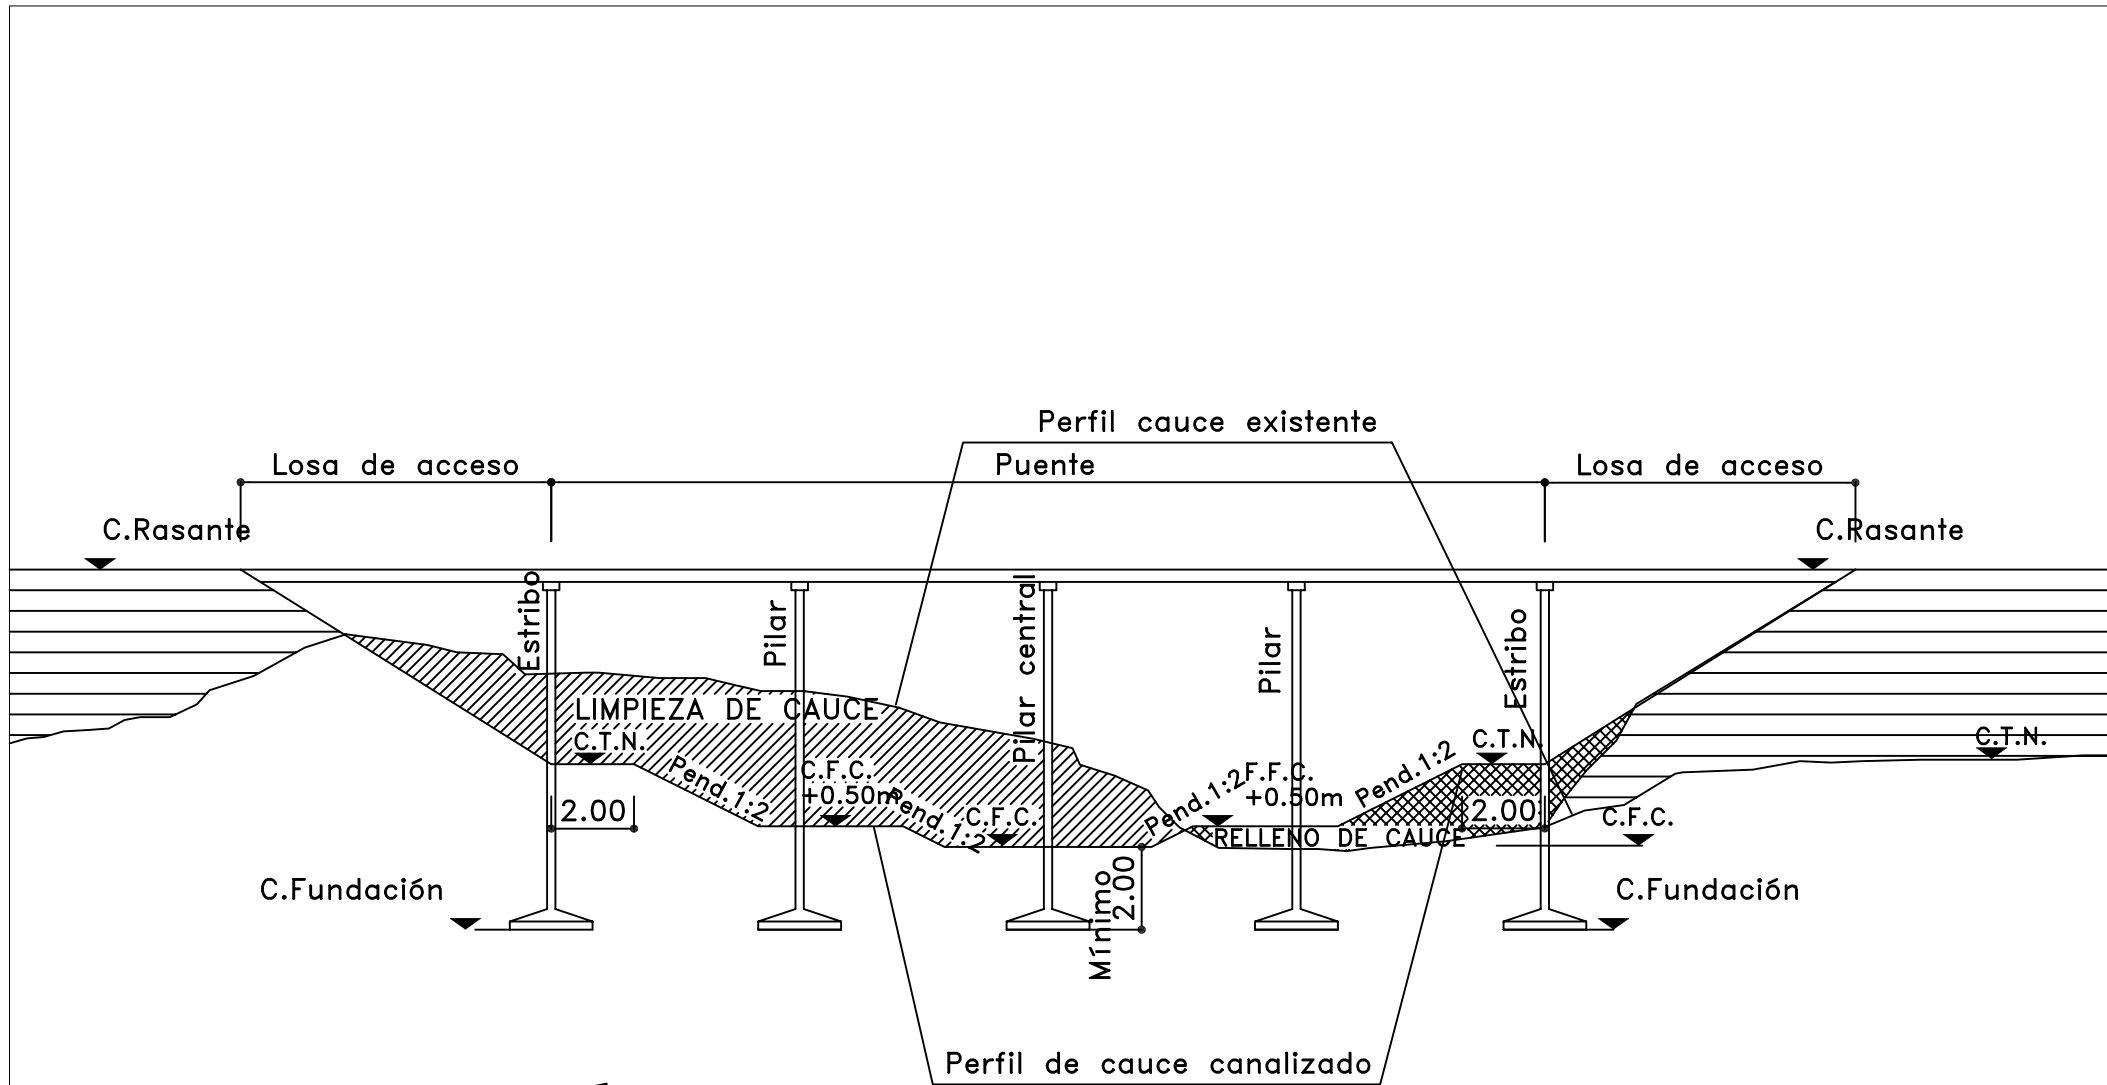 Perfil cauce existente
Losa de acceso
Puente
Losa de acceso
C.Rasante
C.Rasante
Estribo
Pilar
Pilar central
Pilar
Estribo
LIMPIEZA DE CAUCE
C.T.N.
C.T.N.
C.T.N.
Pend.1:2
C.F.C.
+0.50m
Pend.1:2
C.F.C.
Pend.1:2
F.F.C.
+0.50m
Pend.1:2
2.00
2.00
C.F.C.
RELLENO DE CAUCE
Mínimo
2.00
C.Fundación
C.Fundación
Perfil de cauce canalizado